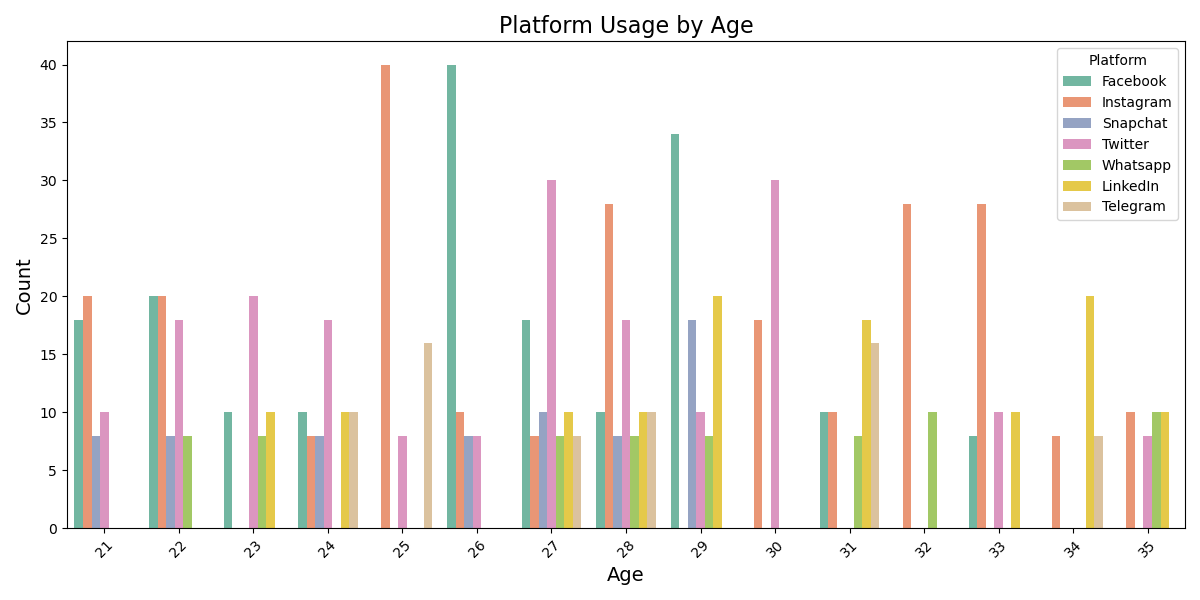 Platform Usage by Age
Count
40
35
30
25
20
15
10
5
0
Platform
Facebook
Instagram
Snapchat
Twitter
Whatsapp
LinkedIn
Telegram
21 22 23 24 25 26 27 28 29 30 31 32 33 34 35
Age